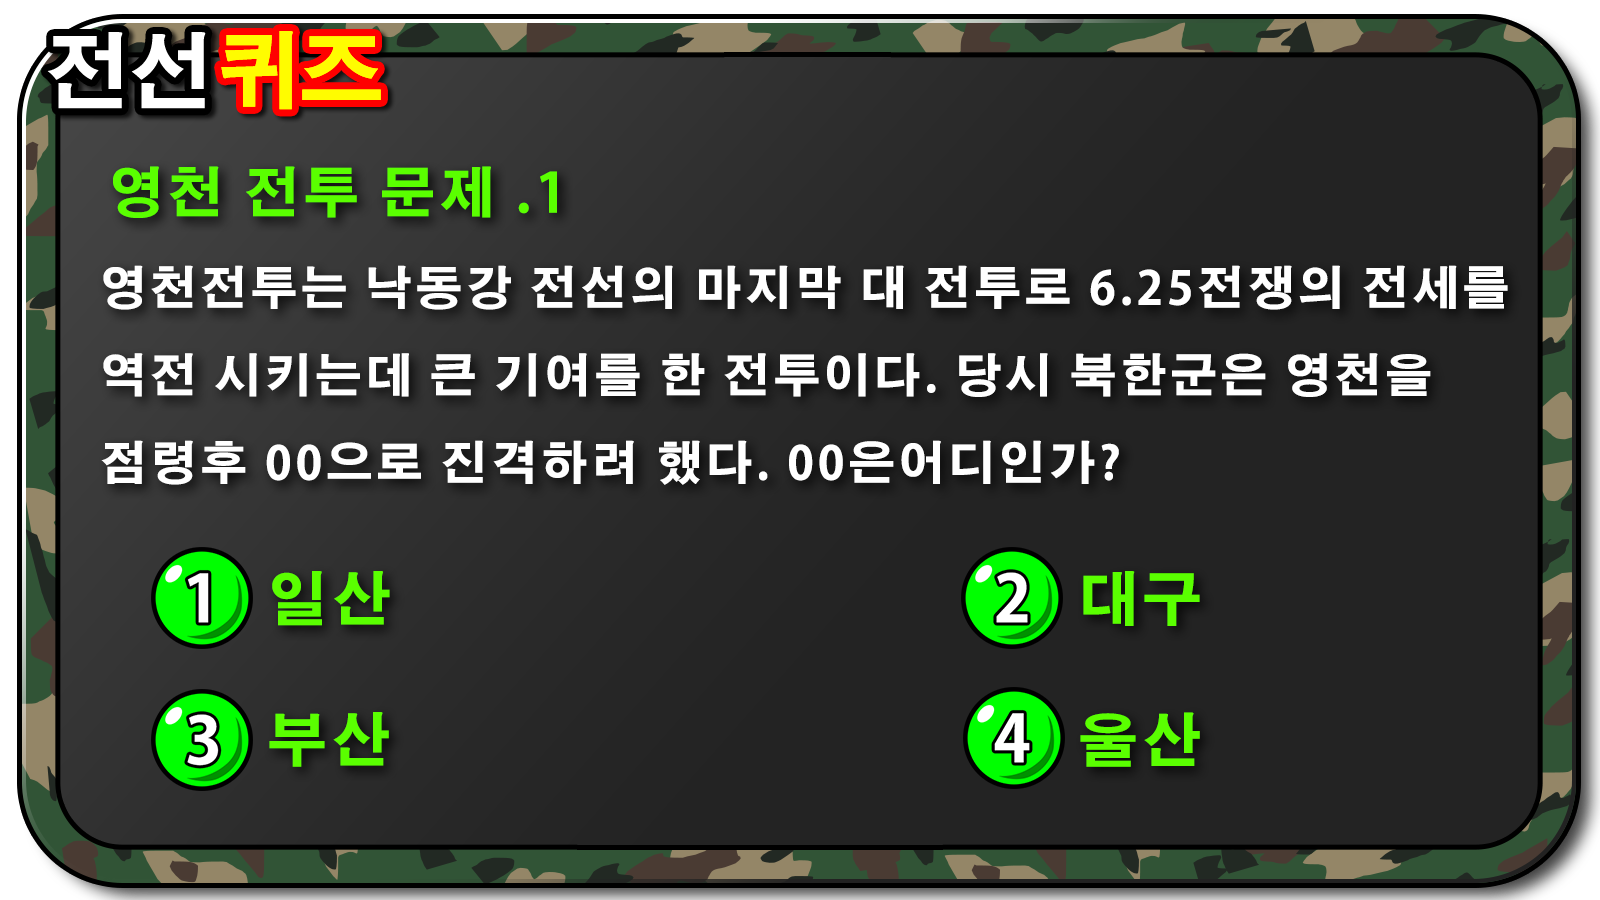 전선 퀴즈
영천 전투 문제 .1
영천전투는 낙동강 전선의 마지막 대 전투로 6.25전쟁의 전세를
역전 시키는데 큰 기여를 한 전투이다. 당시 북한군은 영천을
점령후 00으로 진격하려 했다. 00은어디인가?
1 일산
2 대구
3 부산
4 울산